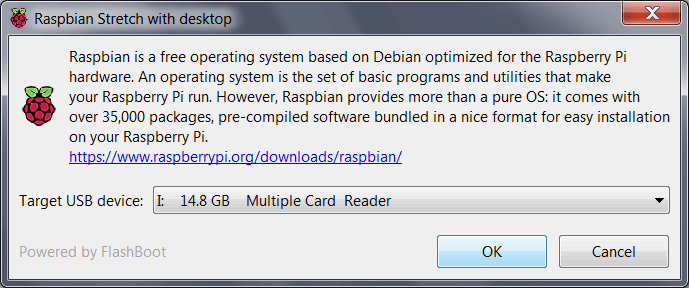 Raspbian Stretch with desktop
Raspbian is a free operating system based on Debian optimized for the Raspberry Pi
hardware. An operating system is the set of basic programs and utilities that make
your Raspberry Pi run. However, Raspbian provides more than a pure OS: it comes with
over 35,000 packages, pre-compiled software bundled in a nice format for easy installation
on your Raspberry Pi.
https://www.raspberrypi.org/downloads/raspbian/
Target USB device: I: 14.8 GB Multiple Card Reader
Powered by FlashBoot OK Cancel